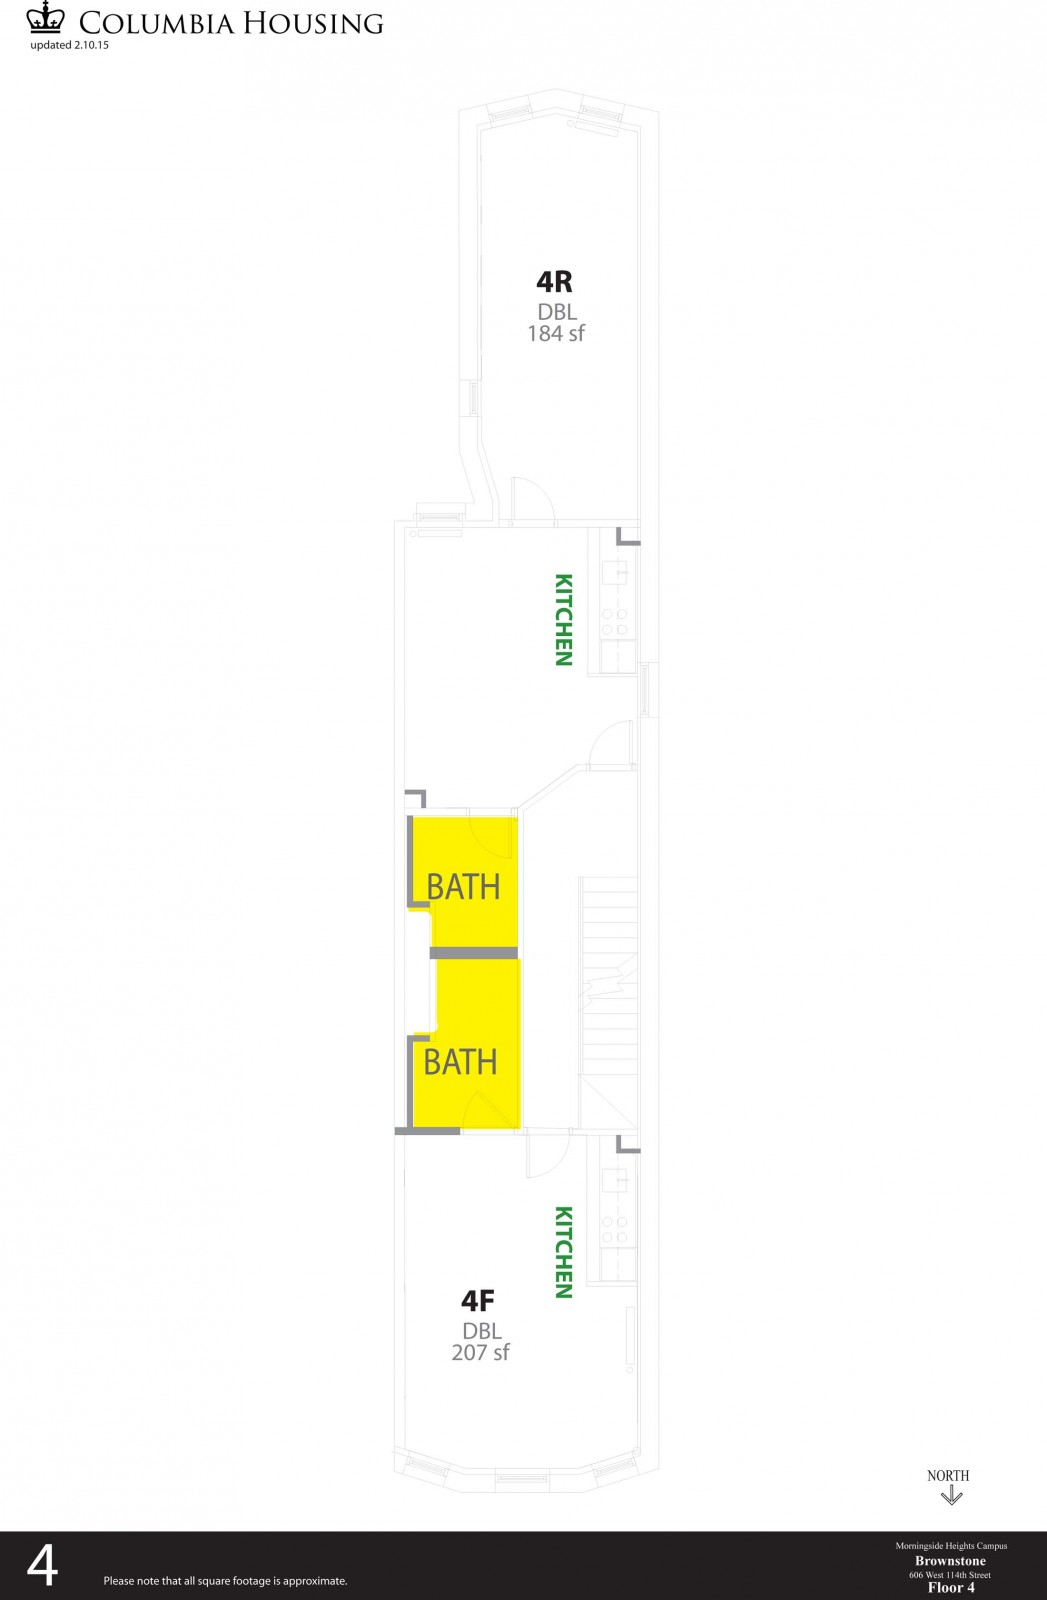 COLUMBIA HOUSING
updated 2.10.15
4R
DBL
184 sf
KITCHEN
BATH
BATH
KITCHEN
4F
DBL
207 sf
NORTH
4
Please note that all square footage is approximate.
Morningside Heights Campus
Brownstone
606 West 114th Street
Floor 4